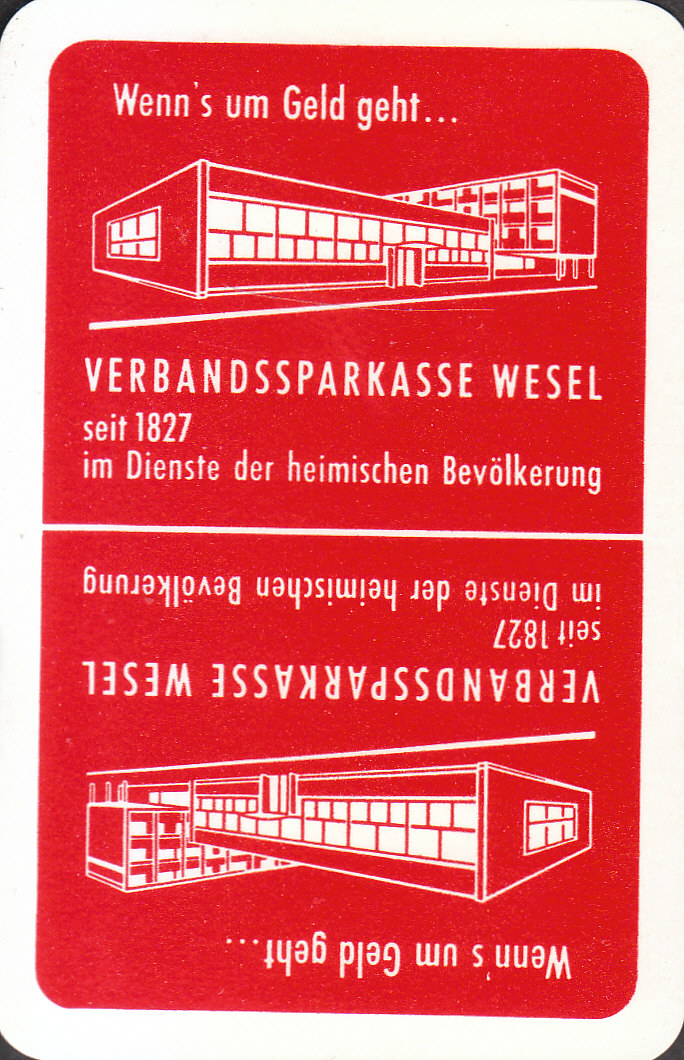 Wenn's um Geld geht...
VERBANDSSPARKASSE WESEL
seit 1827
im Dienste der heimischen Bevölkerung
Wenn's um Geld geht...
VERBANDSSPARKASSE WESEL
seit 1827
im Dienste der heimischen Bevölkerung